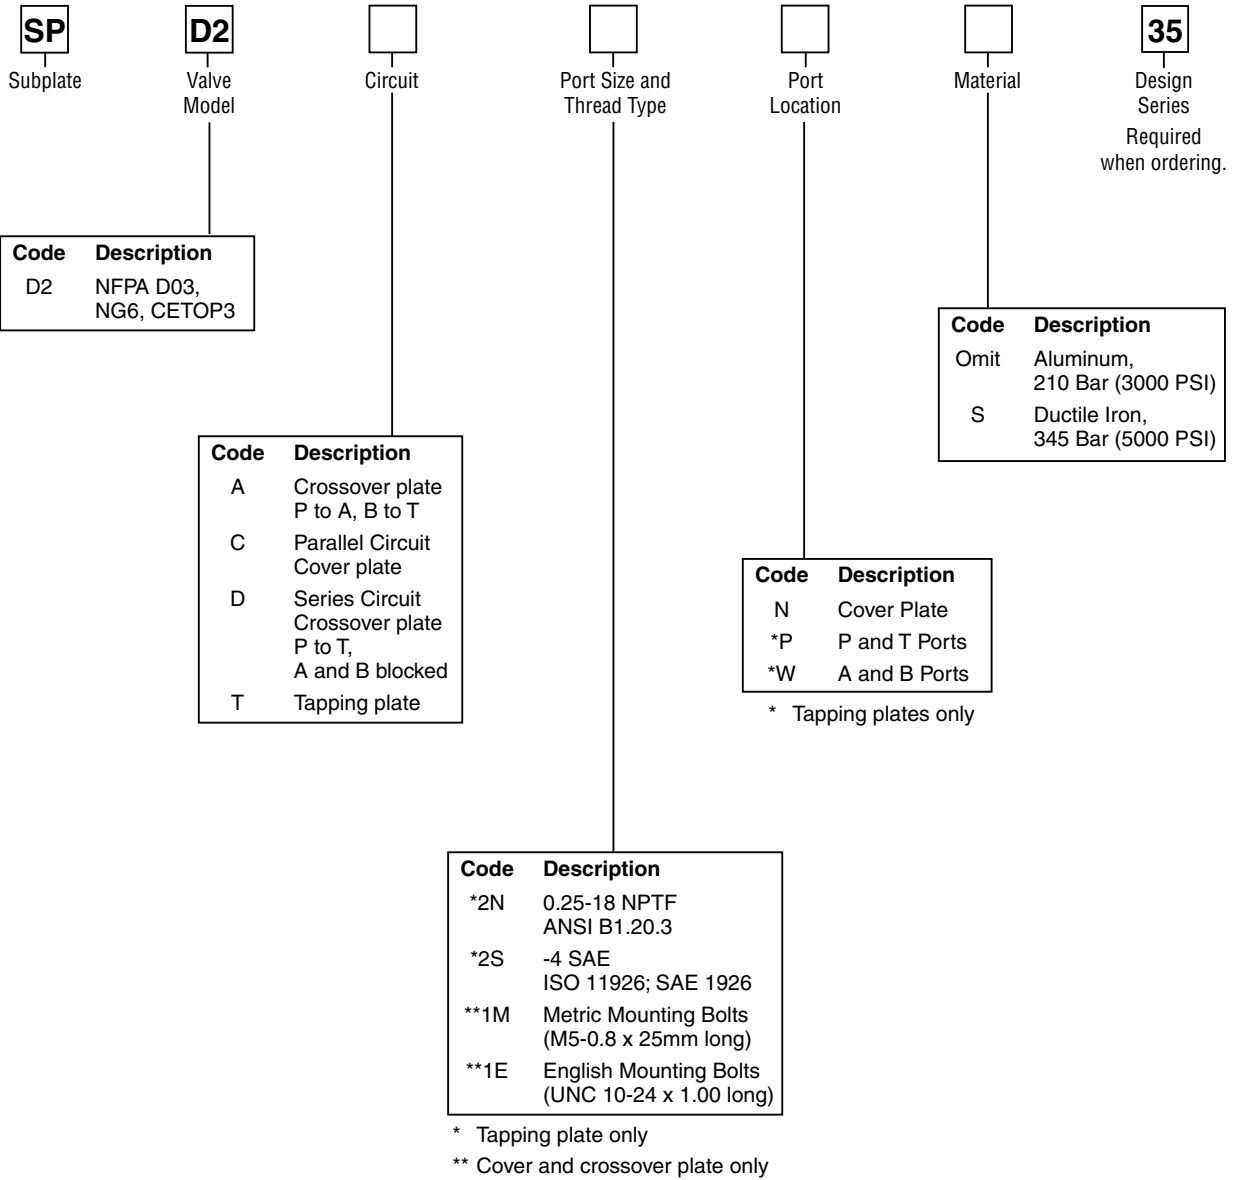 SP
D2
35
Subplate
Valve
Model
Circuit
Port Size and
Thread Type
Port
Location
Material
Design
Series
Required
when ordering.
Code Description
D2 NFPA D03,
NG6, CETOP3
Code Description
Omit Aluminum,
210 Bar (3000 PSI)
S Ductile Iron,
345 Bar (5000 PSI)
Code Description
A Crossover plate
P to A, B to T
C Parallel Circuit
Cover plate
D Series Circuit
Crossover plate
P to T,
A and B blocked
T Tapping plate
Code Description
N Cover Plate
*P P and T Ports
*W A and B Ports
* Tapping plates only
Code Description
*2N 0.25-18 NPTF
ANSI B1.20.3
*2S -4 SAE
ISO 11926; SAE 1926
**1M Metric Mounting Bolts
(M5-0.8 x 25mm long)
**1E English Mounting Bolts
(UNC 10-24 x 1.00 long)
* Tapping plate only
** Cover and crossover plate only